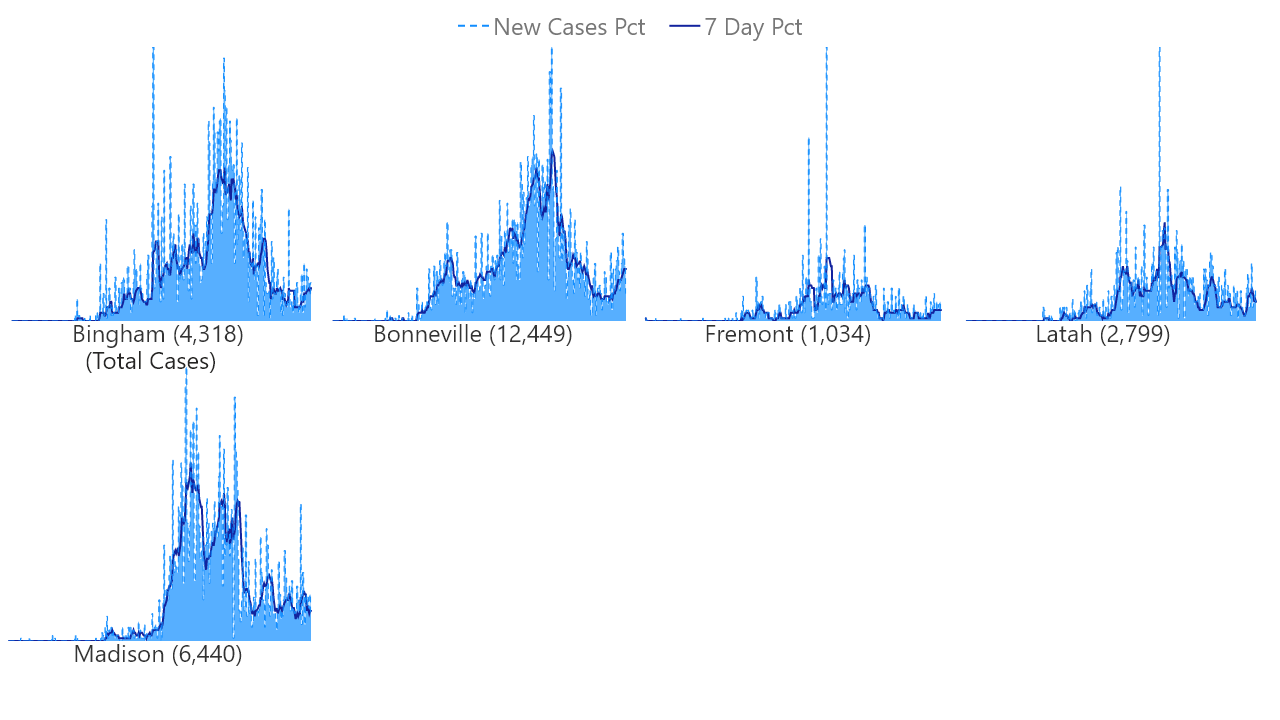 New Cases Pct 7 Day Pct
Bingham (4,318) Bonneville (12,449) Fremont (1,034) Latah (2,799)
(Total Cases)
Madison (6,440)